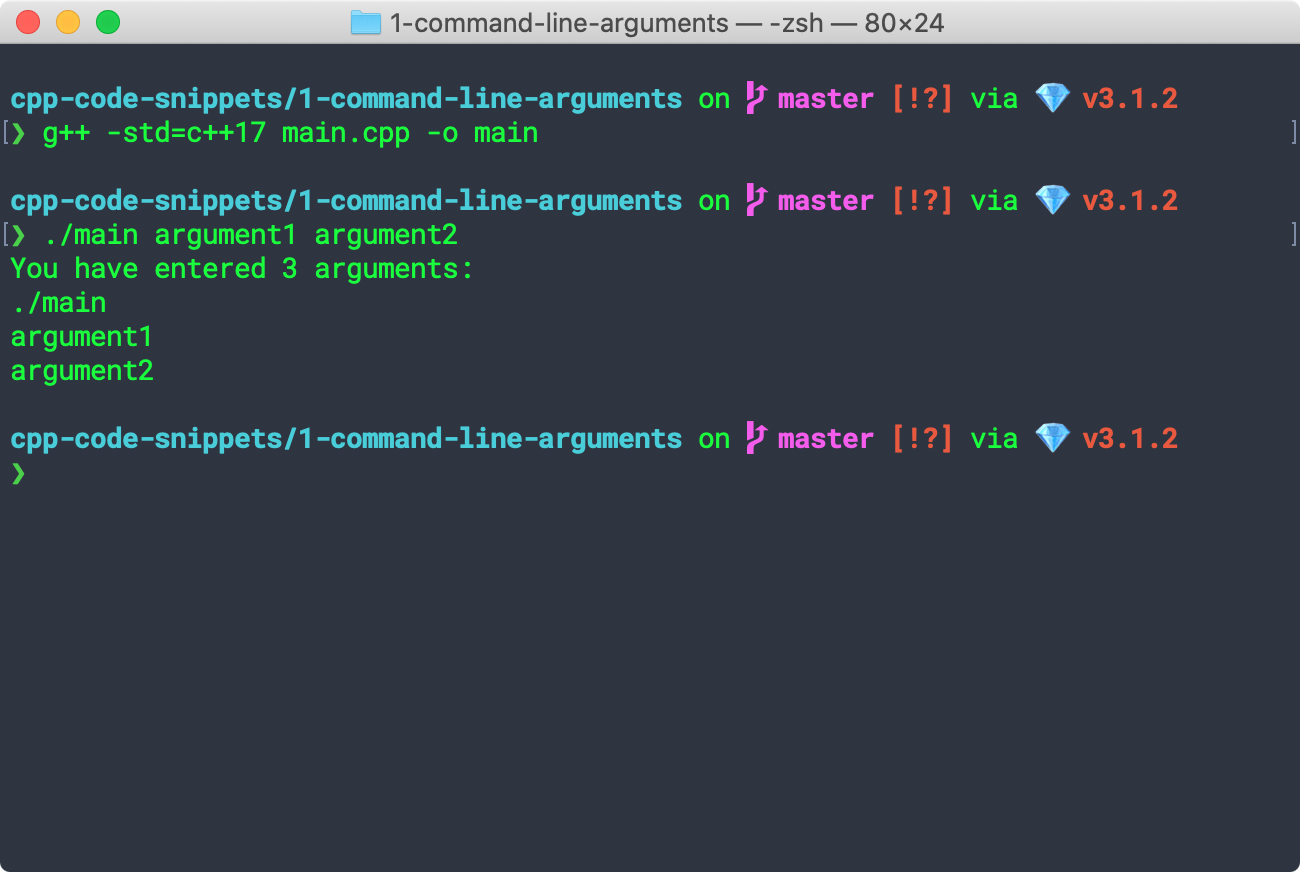 1-command-line-arguments — -zsh — 80×24
cpp-code-snippets/1-command-line-arguments on master [!?] via 💎 v3.1.2
[❯ g++ -std=c++17 main.cpp -o main ]
cpp-code-snippets/1-command-line-arguments on master [!?] via 💎 v3.1.2
[❯ ./main argument1 argument2 ]
You have entered 3 arguments:
./main
argument1
argument2
cpp-code-snippets/1-command-line-arguments on master [!?] via 💎 v3.1.2
❯